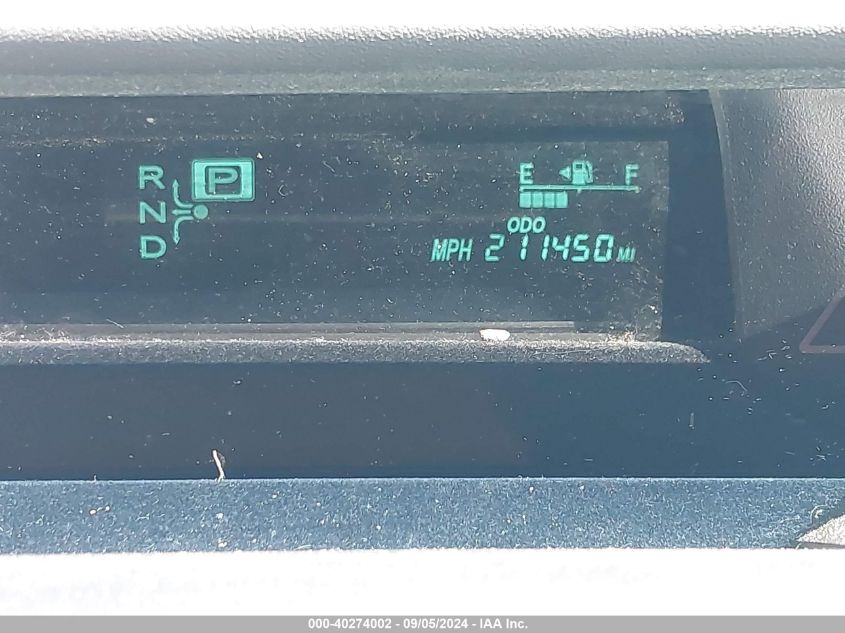 R P
N
D
E F
ODO
MPH 211450 MI
000-40274002 - 09/05/2024 - IAA Inc.